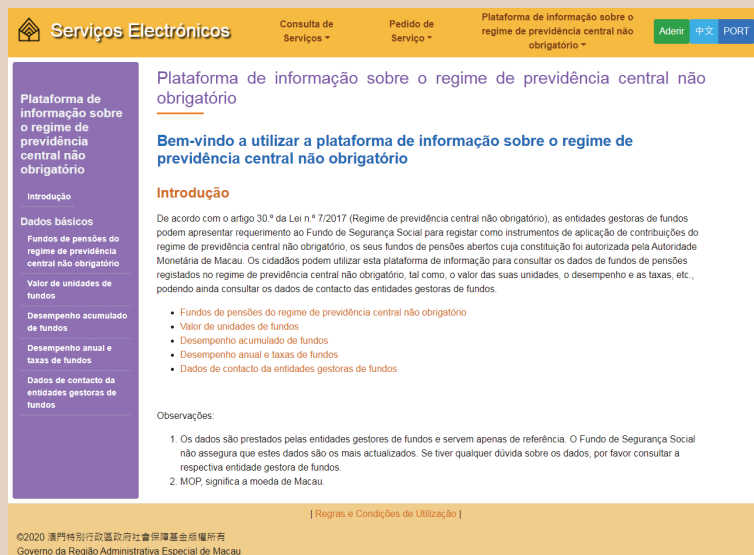 Serviços Electrónicos
Consulta de
Serviços
Pedido de
Serviço
Plataforma de informação sobre o
regime de previdência central não
obrigatório
Aderir
中文
PORT
Plataforma de
informação sobre
o regime de
previdência
central não
obrigatório
Introdução
Dados básicos
Fundos de pensões do
regime de previdência
central não obrigatório
Valor de unidades de
fundos
Desempenho acumulado
de fundos
Desempenho anual e
taxas de fundos
Dados de contacto da
entidades gestoras de
fundos
Plataforma de informação sobre o regime de previdência central não
obrigatório
Bem-vindo a utilizar a plataforma de informação sobre o regime de
previdência central não obrigatório
Introdução
De acordo com o artigo 30.º da Lei n.º 7/2017 (Regime de previdência central não obrigatório), as entidades gestoras de fundos
podem apresentar requerimento ao Fundo de Segurança Social para registar como instrumentos de aplicação de contribuições do
regime de previdência central não obrigatório, os seus fundos de pensões abertos cuja constituição foi autorizada pela Autoridade
Monetária de Macau. Os cidadãos podem utilizar esta plataforma de informação para consultar os dados de fundos de pensões
registados no regime de previdência central não obrigatório, tal como, o valor das suas unidades, o desempenho e as taxas, etc.,
podendo ainda consultar os dados de contacto das entidades gestoras de fundos.
• Fundos de pensões do regime de previdência central não obrigatório
• Valor de unidades de fundos
• Desempenho acumulado de fundos
• Desempenho anual e taxas de fundos
• Dados de contacto da entidades gestoras de fundos
Observações:
1. Os dados são prestados pelas entidades gestores de fundos e servem apenas de referência. O Fundo de Segurança Social
não assegura que estes dados são os mais actualizados. Se tiver qualquer dúvida sobre os dados, por favor consultar a
respectiva entidade gestora de fundos.
2. MOP, significa a moeda de Macau.
| Regras e Condições de Utilização |
©2020 澳門特別行政區政府社會保障基金版權所有
Governo da Região Administrativa Especial de Macau